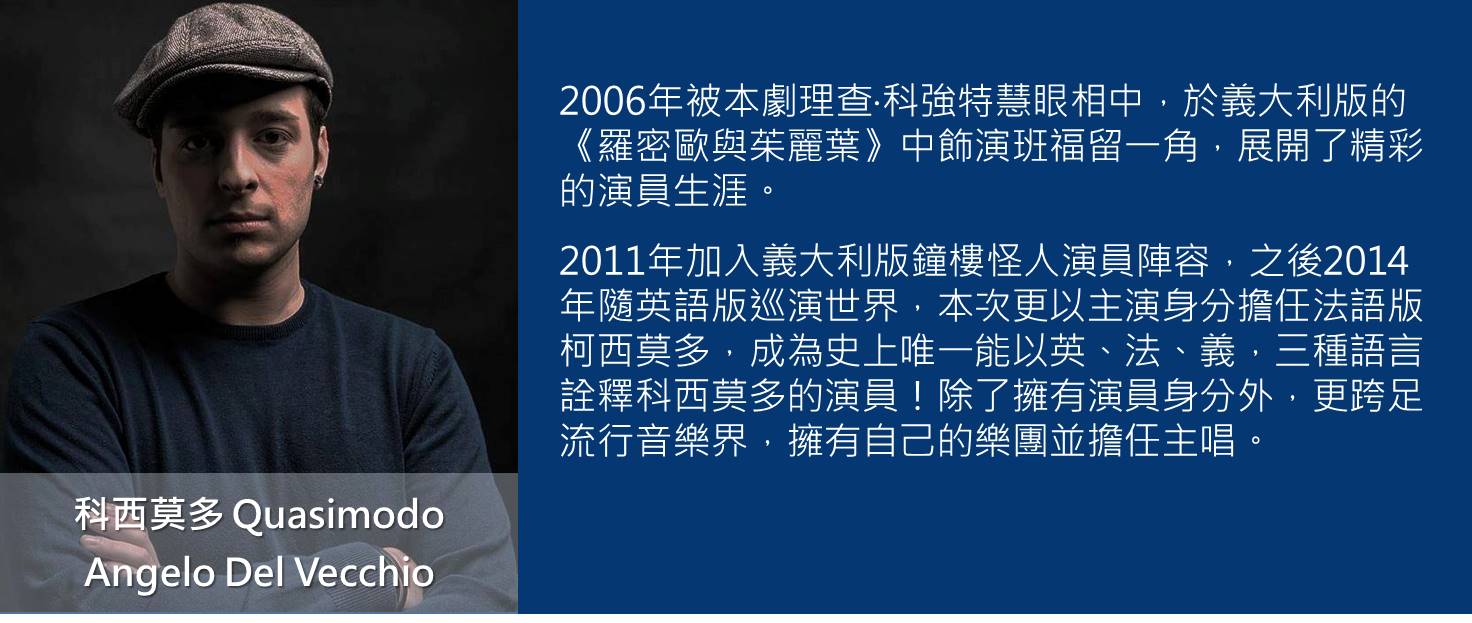 2006年被本劇理查·科強特慧眼相中，於義大利版的
《羅密歐與茱麗葉》中飾演班福留一角，展開了精彩
的演員生涯。
2011年加入義大利版鐘樓怪人演員陣容，之後2014
年隨英語版巡演世界，本次更以主演身分擔任法語版
柯西莫多，成為史上唯一能以英、法、義，三種語言
詮釋科西莫多的演員！除了擁有演員身分外，更跨足
流行音樂界，擁有自己的樂團並擔任主唱。
科西莫多 Quasimodo
Angelo Del Vecchio